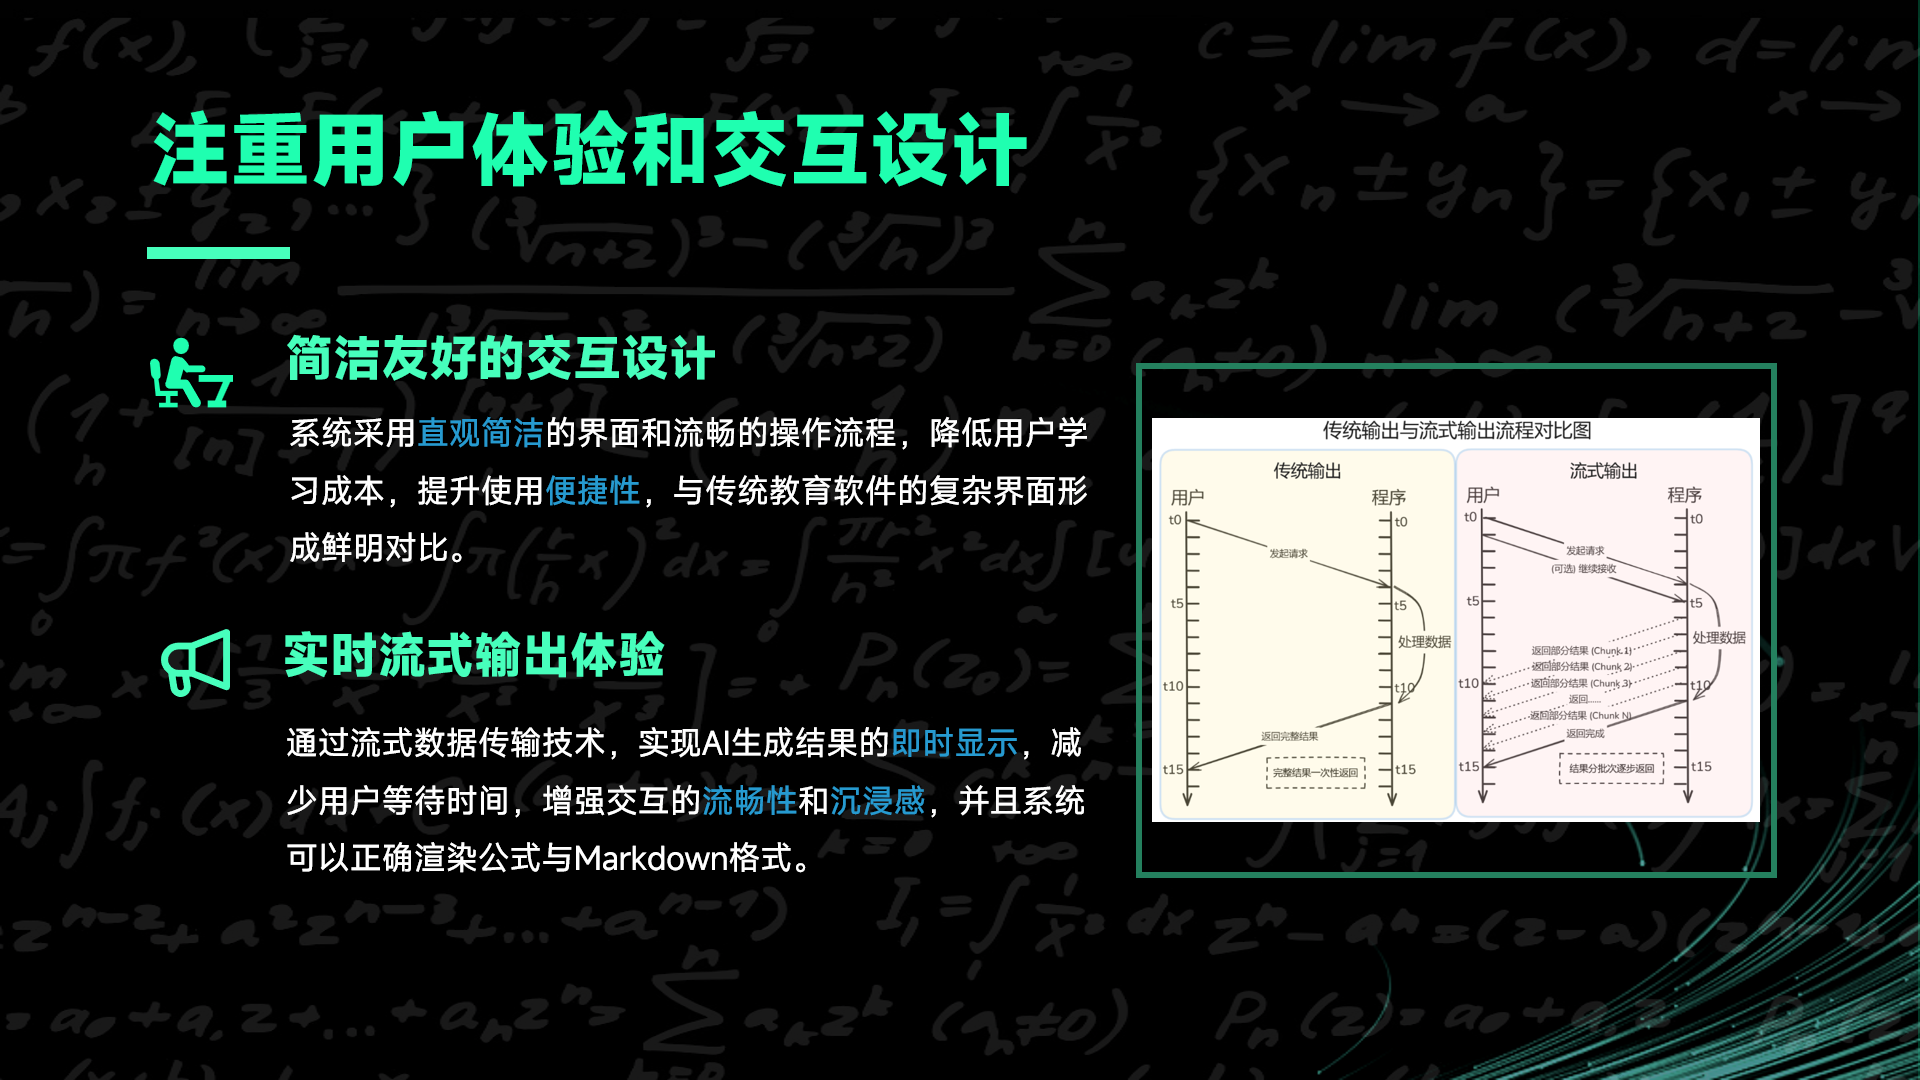 注重用户体验和交互设计
简洁友好的交互设计
系统采用直观简洁的界面和流畅的操作流程，降低用户学
习成本，提升使用便捷性，与传统教育软件的复杂界面形
成鲜明对比。
实时流式输出体验
通过流式数据传输技术，实现AI生成结果的即时显示，减
少用户等待时间，增强交互的流畅性和沉浸感，并且系统
可以正确渲染公式与Markdown格式。
传统输出与流式输出流程对比图
传统输出
用户
程序
t0
t0
发起请求
t5
t5
处理数据
t10
t10
返回完整结果
t15
t15
完整结果一次性返回
流式输出
用户
程序
t0
t0
发起请求
(可选) 继续接收
t5
t5
处理数据
返回部分结果 (Chunk 1)
返回部分结果 (Chunk 2)
返回部分结果 (Chunk 3)
t10
t10
返回......
返回部分结果 (Chunk N)
返回完成
t15
t15
结果分批次逐步返回